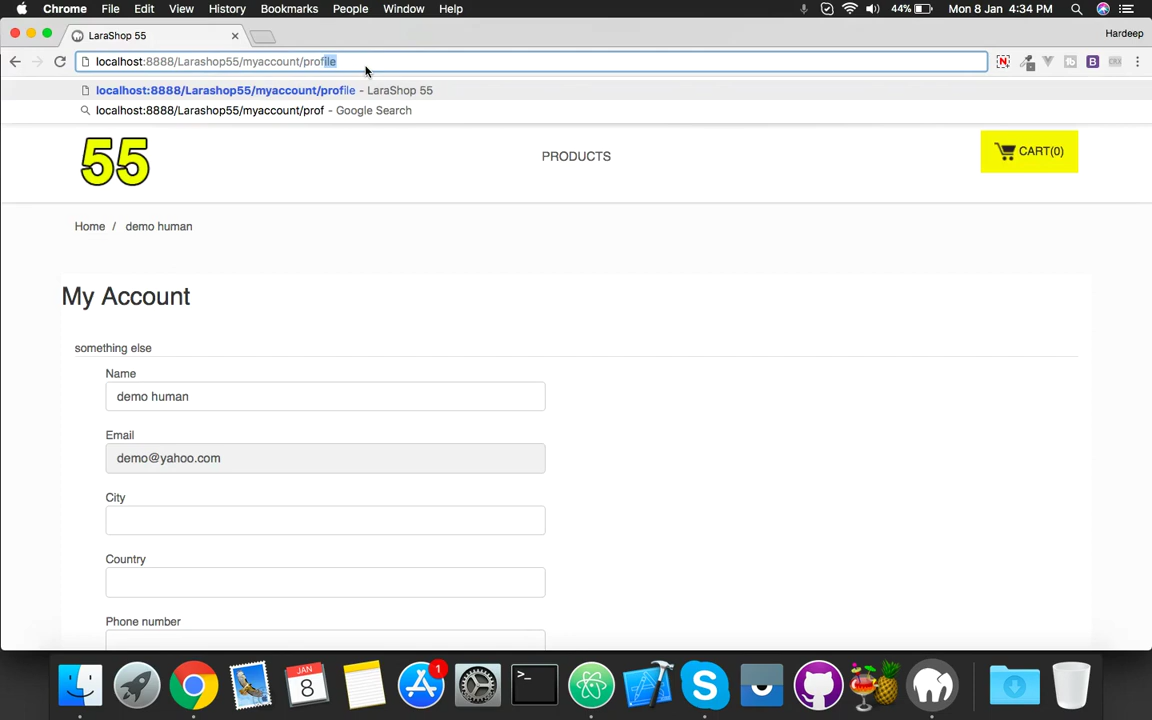 Chrome File Edit View History Bookmarks People Window Help 44% Mon 8 Jan 4:34 PM
LaraShop 55 Hardeep
localhost:8888/Larashop55/myaccount/profile
localhost:8888/Larashop55/myaccount/profile - LaraShop 55
localhost:8888/Larashop55/myaccount/prof - Google Search
55 PRODUCTS CART(0)
Home / demo human
My Account
something else
Name
demo human
Email
demo@yahoo.com
City
Country
Phone number
JAN
8
1